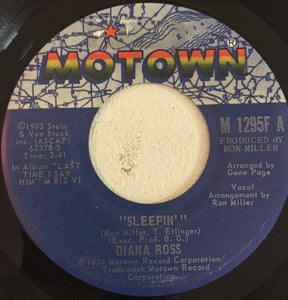 MOTOWN®
℗1973 Stein
& Van Stock,
Inc. (ASCAP)
62378-S
Time: 3:41
In Album "LAST
TIME I SAW
HIM" M 812 V1
M 1295F A
PRODUCED BY
RON MILLER
Arranged by
Gene Page
Vocal
Arrangement by
Ron Miller
"SLEEPIN'"
(Ron Miller, T. Etlinger)
(Exec. Prod. B. G.)
DIANA ROSS
℗1974 Motown Record Corporation/
Trademark Motown Record
Corporation.